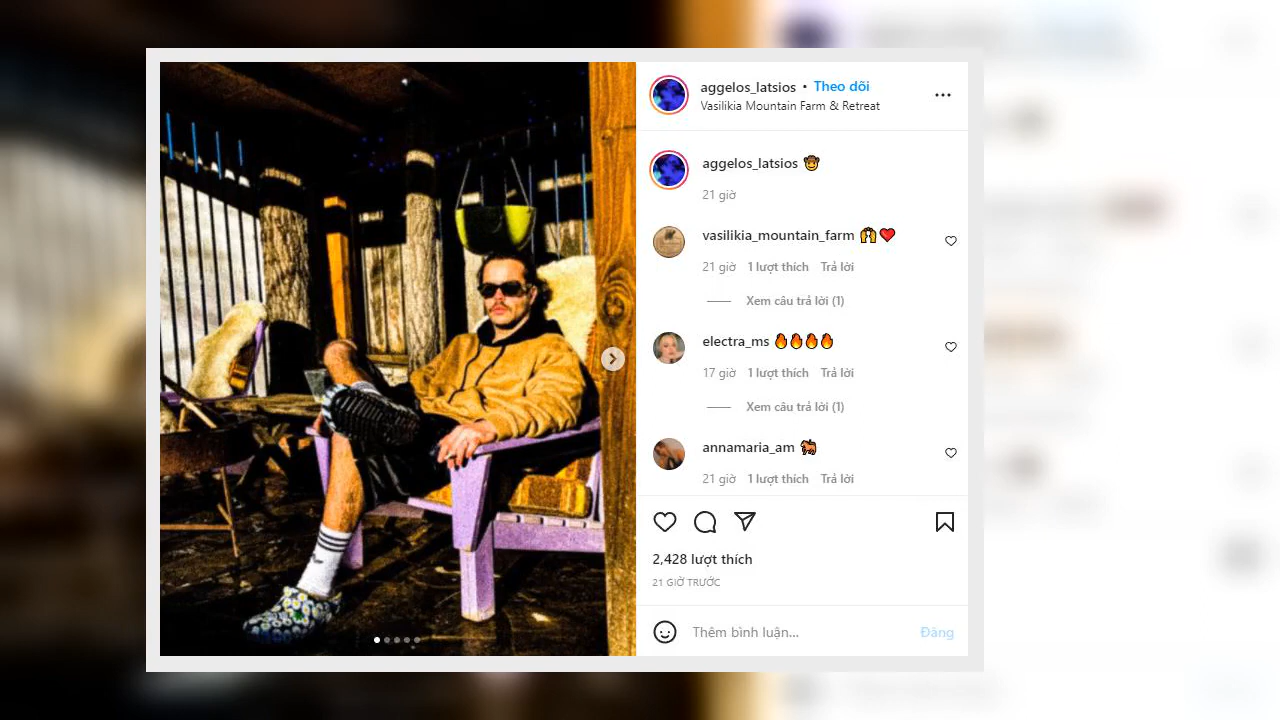 aggelos_latsios • Theo dõi
Vasilikia Mountain Farm & Retreat
aggelos_latsios 🤠
21 giờ
vasilikia_mountain_farm 👩‍❤️‍💋‍👨❤️
21 giờ 1 lượt thích Trả lời
Xem câu trả lời (1)
electra_ms 🔥🔥🔥🔥
17 giờ 1 lượt thích Trả lời
Xem câu trả lời (1)
annamaria_am 🐂
21 giờ 1 lượt thích Trả lời
2,428 lượt thích
21 GIỜ TRƯỚC
Thêm bình luận...
Đăng